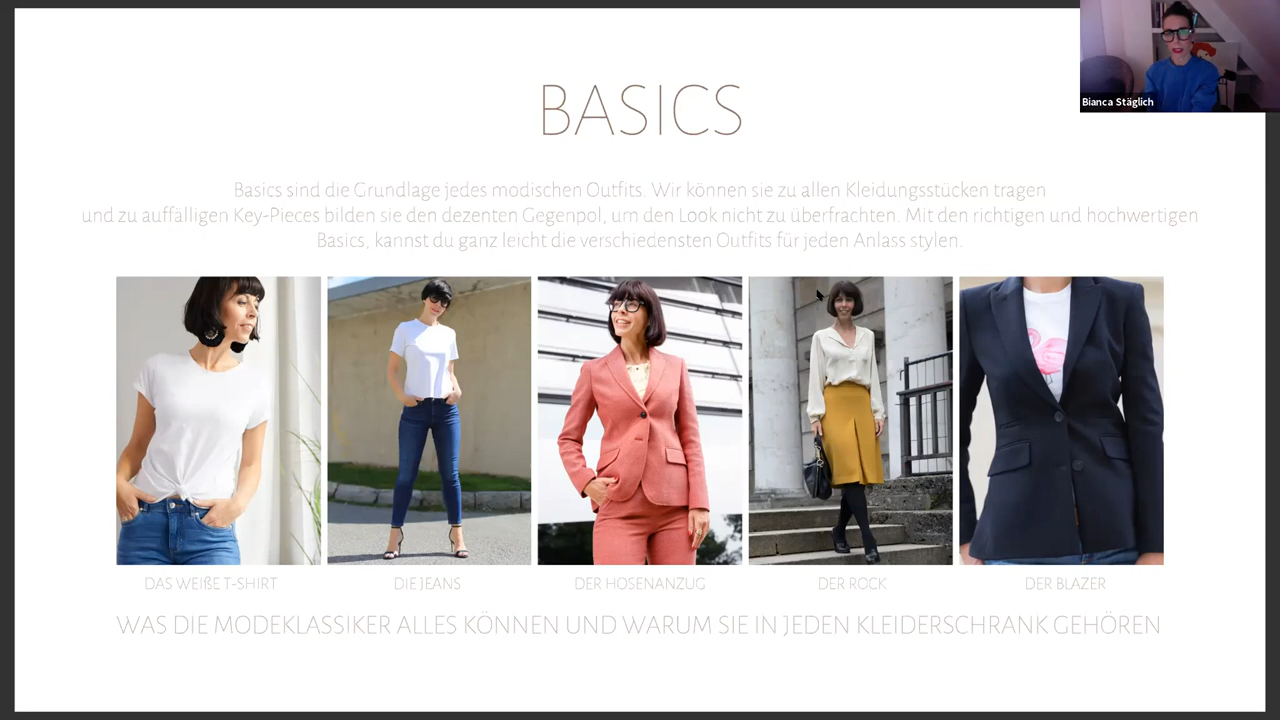 BASICS
Bianca Stäglich
Basics sind die Grundlage jedes modischen Outfits. Wir können sie zu allen Kleidungsstücken tragen
und zu auffälligen Key-Pieces bilden sie den dezenten Gegenpol, um den Look nicht zu überfrachten. Mit den richtigen und hochwertigen
Basics, kannst du ganz leicht die verschiedensten Outfits für jeden Anlass stylen.
DAS WEIßE T-SHIRT
DIE JEANS
DER HOSENANZUG
DER ROCK
DER BLAZER
WAS DIE MODEKLASSIKER ALLES KÖNNEN UND WARUM SIE IN JEDEN KLEIDERSCHRANK GEHÖREN